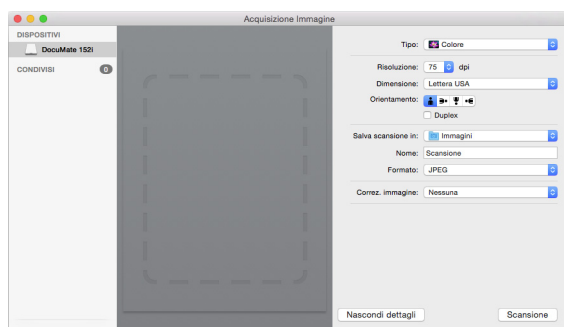 Acquisizione Immagine
DISPOSITIVI
DocuMate 152i
CONDIVISI 0
Tipo: Colore
Risoluzione: 75 dpi
Dimensione: Lettera USA
Orientamento:
Duplex
Salva scansione in: Immagini
Nome: Scansione
Formato: JPEG
Correz. immagine: Nessuna
Nascondi dettagli Scansione